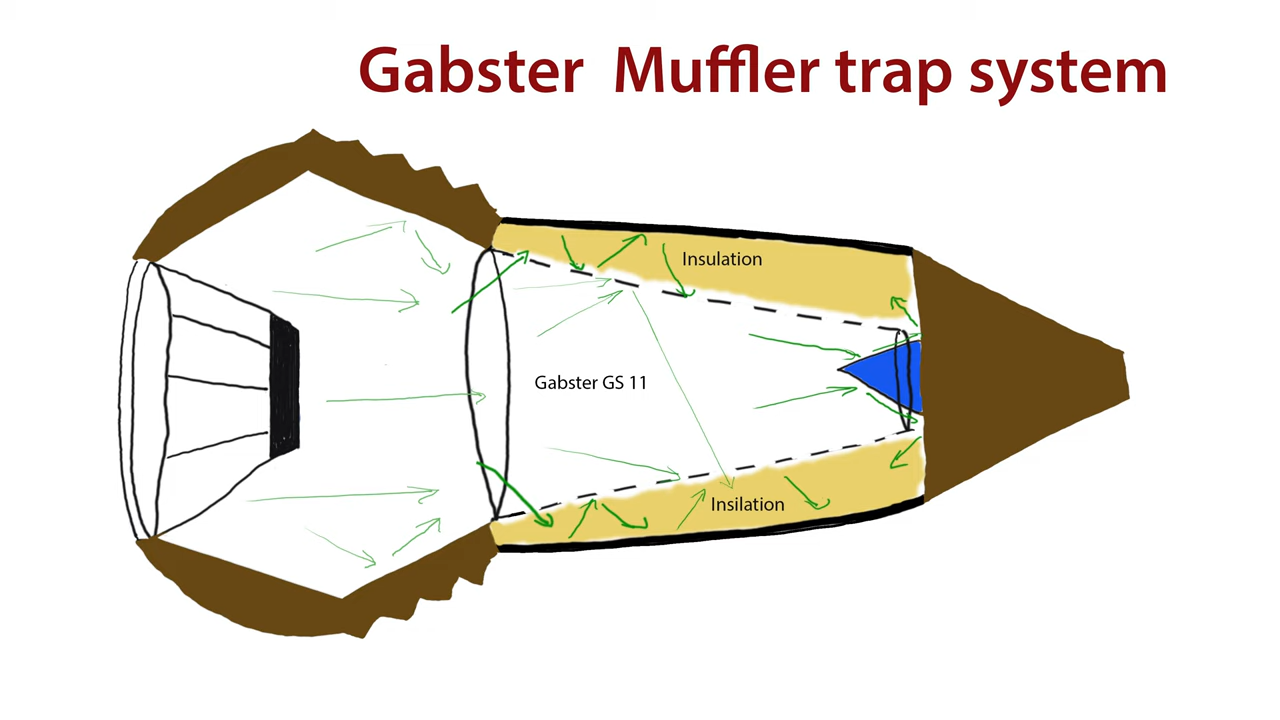 Gabster Muffler trap system
Insulation
Gabster GS 11
Insilation